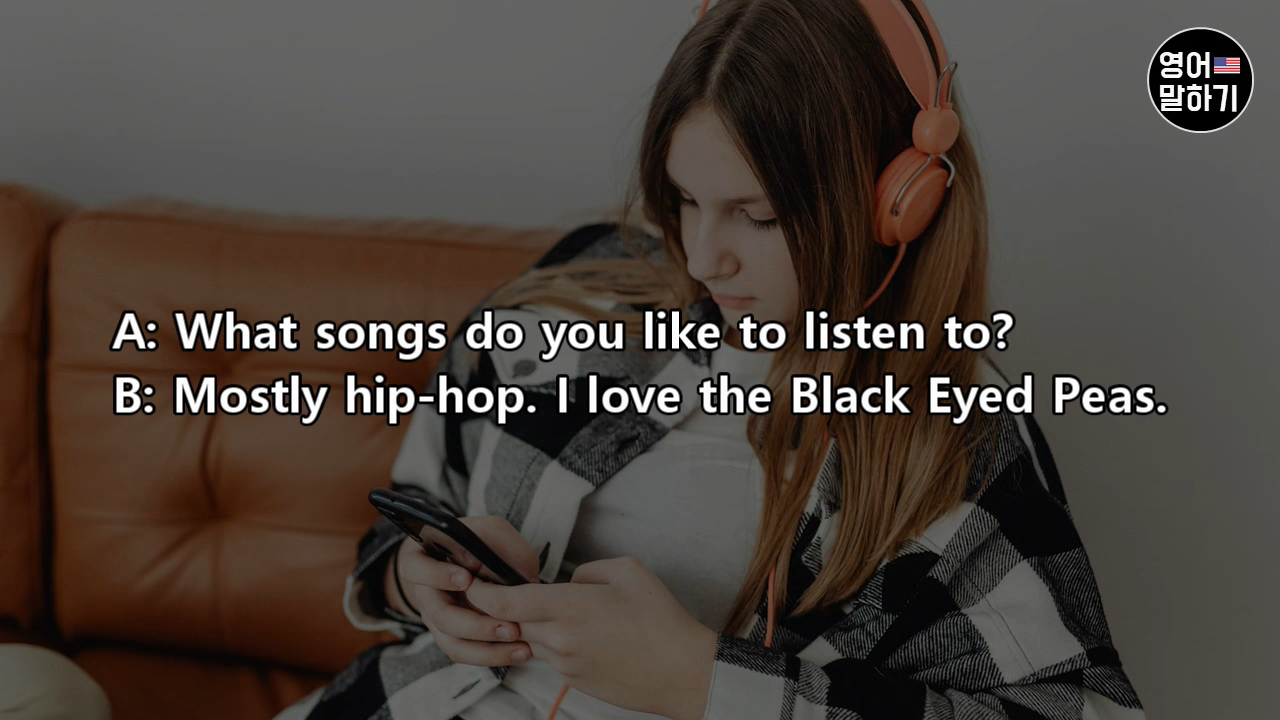 영어
말하기
A: What songs do you like to listen to?
B: Mostly hip-hop. I love the Black Eyed Peas.